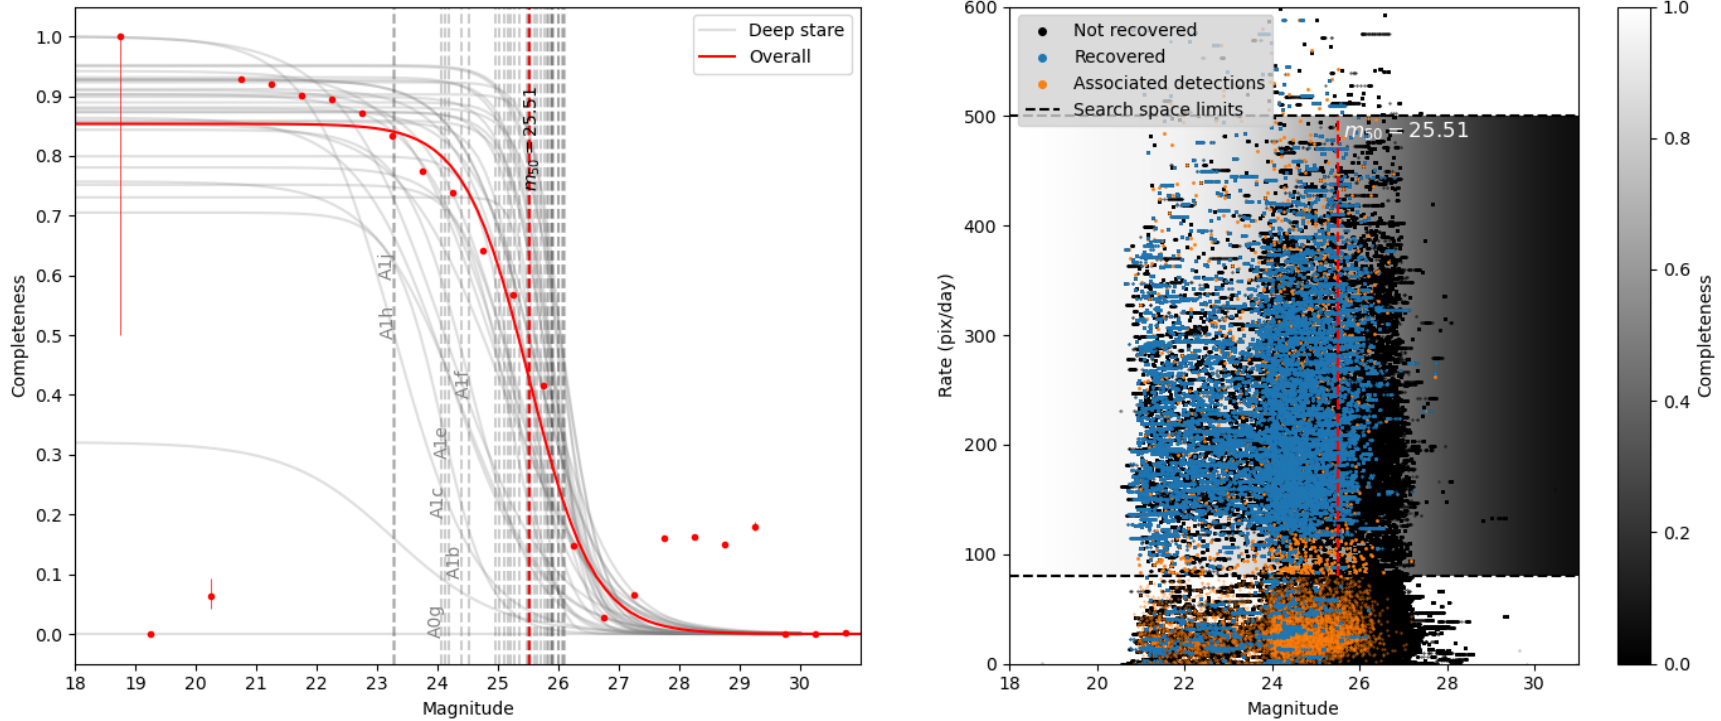 Deep stare
Overall
m50 = 25.51
A1j
A1h
A1f
A1e
A1c
A1b
A0g
1.0
0.9
0.8
0.7
0.6
0.5
0.4
0.3
0.2
0.1
0.0
Completeness
18 19 20 21 22 23 24 25 26 27 28 29 30
Magnitude
Not recovered
Recovered
Associated detections
Search space limits
m50 = 25.51
600
500
400
300
200
100
0
Rate (pix/day)
18 20 22 24 26 28 30
Magnitude
1.0
0.8
0.6
0.4
0.2
0.0
Completeness